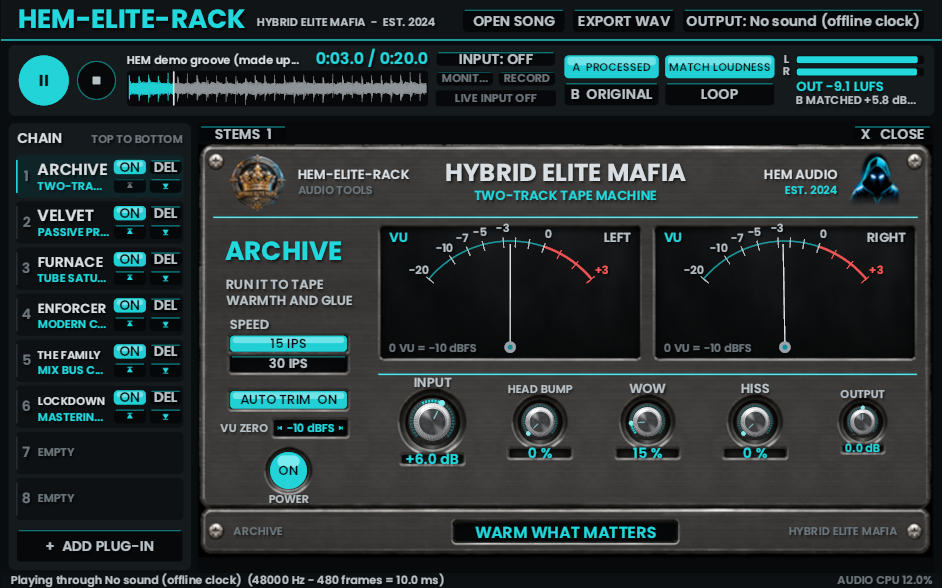 HEM-ELITE-RACK HYBRID ELITE MAFIA - EST. 2024 OPEN SONG EXPORT WAV OUTPUT: No sound (offline clock)
HEM demo groove (made up... 0:03.0 / 0:20.0
INPUT: OFF
MONIT... RECORD
LIVE INPUT OFF
A PROCESSED MATCH LOUDNESS
B ORIGINAL LOOP
L
R
OUT -9.1 LUFS
B MATCHED +5.8 dB...
CHAIN TOP TO BOTTOM
1 ARCHIVE ON DEL
TWO-TRA...
2 VELVET ON DEL
PASSIVE PR...
3 FURNACE ON DEL
TUBE SATU...
4 ENFORCER ON DEL
MODERN C...
5 THE FAMILY ON DEL
MIX BUS C...
6 LOCKDOWN ON DEL
MASTERIN...
7 EMPTY
8 EMPTY
+ ADD PLUG-IN
STEMS 1 X CLOSE
HEM-ELITE-RACK
AUDIO TOOLS
HYBRID ELITE MAFIA
TWO-TRACK TAPE MACHINE
HEM AUDIO
EST. 2024
ARCHIVE
RUN IT TO TAPE
WARMTH AND GLUE
SPEED
15 IPS
30 IPS
AUTO TRIM ON
VU ZERO -10 dBFS
ON
POWER
VU LEFT
-20 -10 -7 -5 -3 0 +3
0 VU = -10 dBFS
VU RIGHT
-20 -10 -7 -5 -3 0 +3
0 VU = -10 dBFS
INPUT HEAD BUMP WOW HISS OUTPUT
+6.0 dB 0 % 15 % 0 % 0.0 dB
ARCHIVE WARM WHAT MATTERS HYBRID ELITE MAFIA
Playing through No sound (offline clock) (48000 Hz - 480 frames = 10.0 ms) AUDIO CPU 12.0%